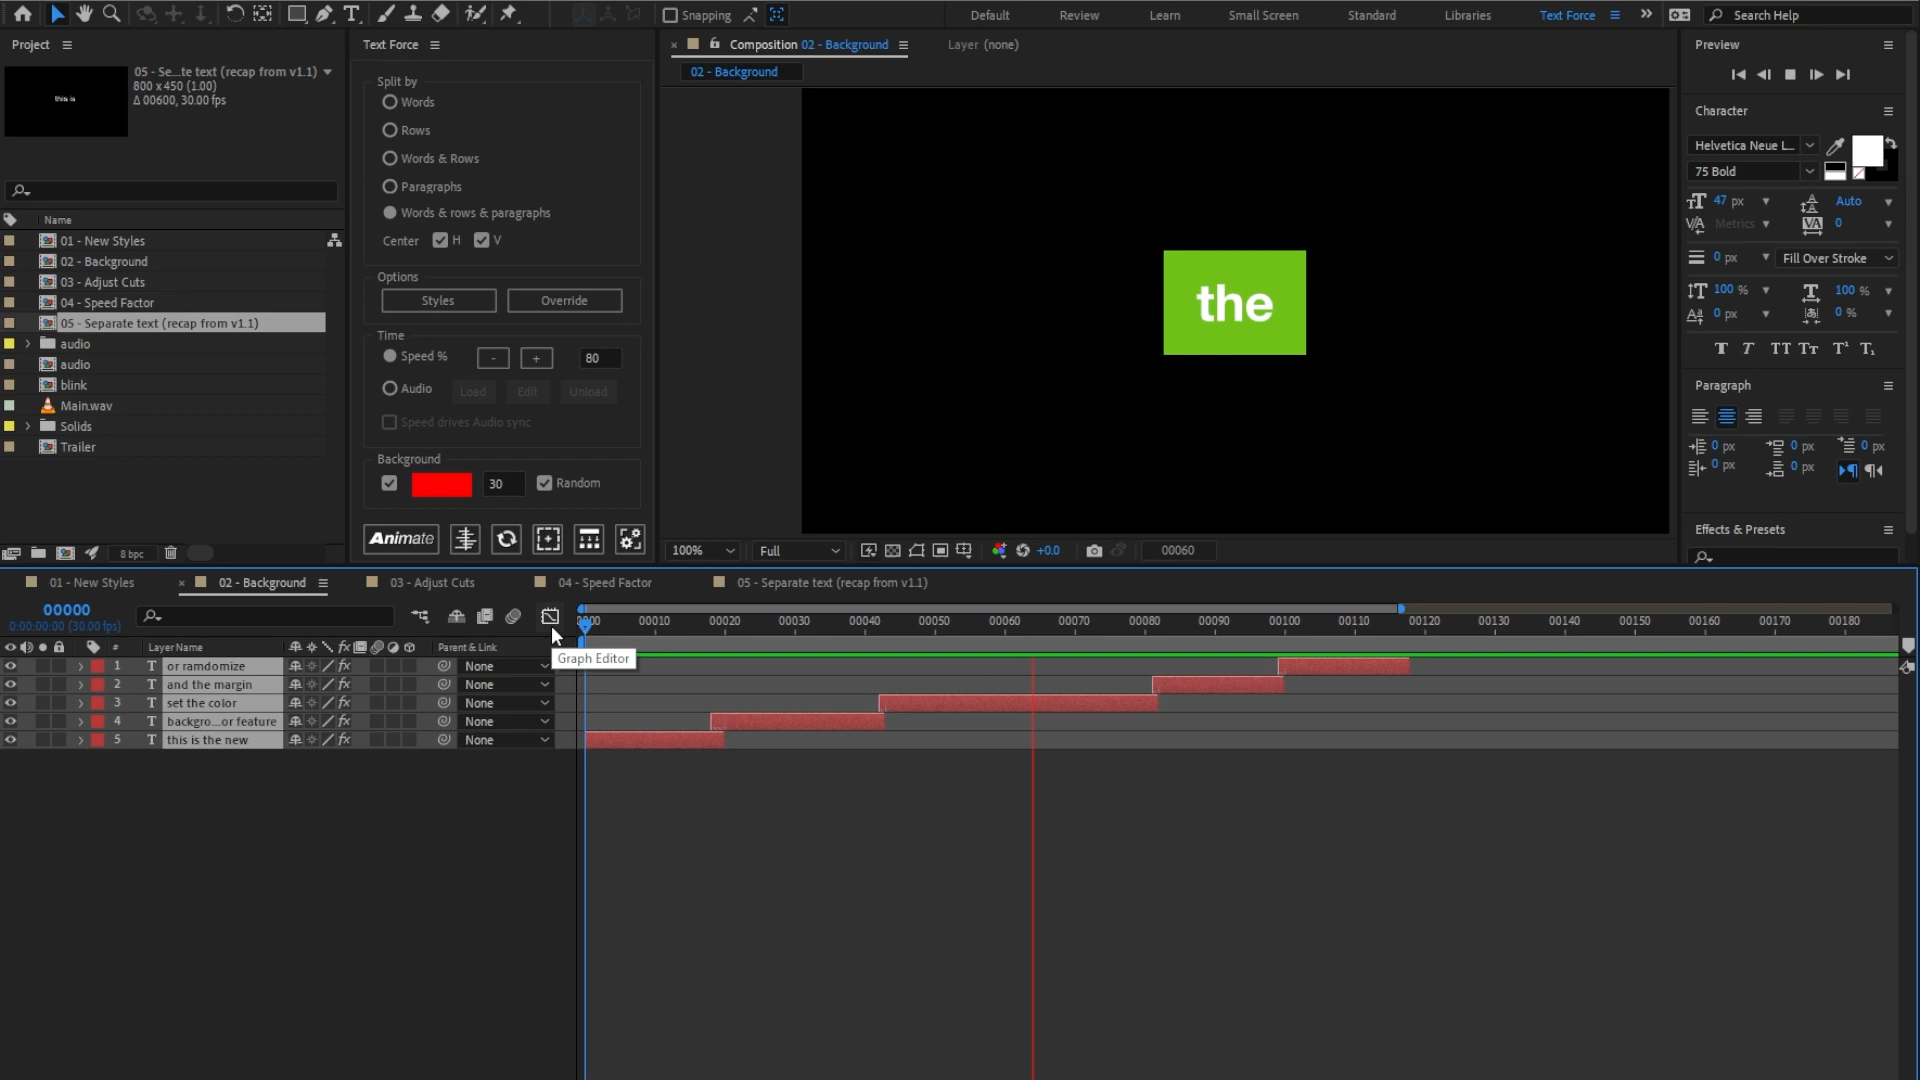 Snapping
Default
Review
Learn
Small Screen
Standard
Libraries
Text Force
Search Help
Project
05 - Se...te text (recap from v1.1)
800 x 450 (1.00)
Δ 00600, 30.00 fps
this is
Name
01 - New Styles
02 - Background
03 - Adjust Cuts
04 - Speed Factor
05 - Separate text (recap from v1.1)
audio
audio
blink
Main.wav
Solids
Trailer
8 bpc
Text Force
Split by
Words
Rows
Words & Rows
Paragraphs
Words & rows & paragraphs
Center H V
Options
Styles Override
Time
Speed % - + 80
Audio Load Edit Unload
Speed drives Audio sync
Background
30 Random
Animate
Composition 02 - Background
Layer (none)
02 - Background
the
100% Full +0.0 00060
Preview
Character
Helvetica Neue L...
75 Bold
47 px Auto
Metrics 0
0 px Fill Over Stroke
100 % 100 %
0 px 0 %
T T TT Tт T¹ T₁
Paragraph
0 px 0 px 0 px
0 px 0 px
Effects & Presets
01 - New Styles
02 - Background
03 - Adjust Cuts
04 - Speed Factor
05 - Separate text (recap from v1.1)
00000
0:00:00:00 (30.00 fps)
00010 00020 00030 00040 00050 00060 00070 00080 00090 00100 00110 00120 00130 00140 00150 00160 00170 00180
# Layer Name Parent & Link
Graph Editor
1 T or ramdomize None
2 T and the margin None
3 T set the color None
4 T backgro...or feature None
5 T this is the new None